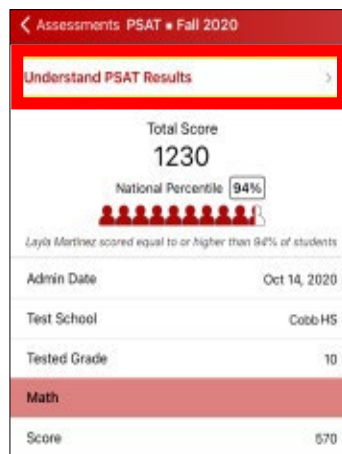 Assessments PSAT • Fall 2020
Understand PSAT Results
Total Score
1230
National Percentile 94%
Layla Martinez scored equal to or higher than 94% of students
Admin Date Oct 14, 2020
Test School Cobb HS
Tested Grade 10
Math
Score 570